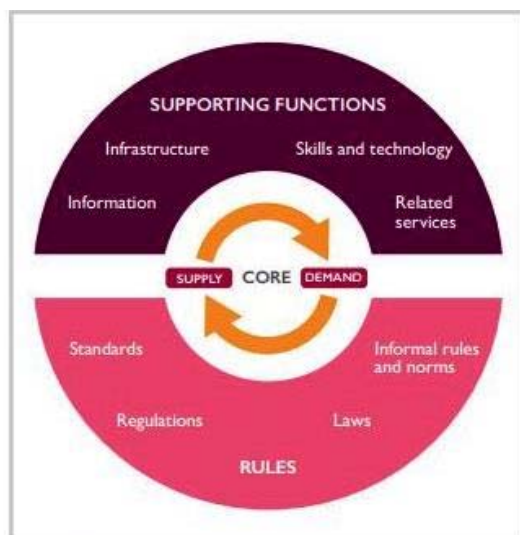 SUPPORTING FUNCTIONS
Infrastructure
Skills and technology
Information
Related
services
SUPPLY
CORE
DEMAND
Standards
Informal rules
and norms
Regulations
Laws
RULES